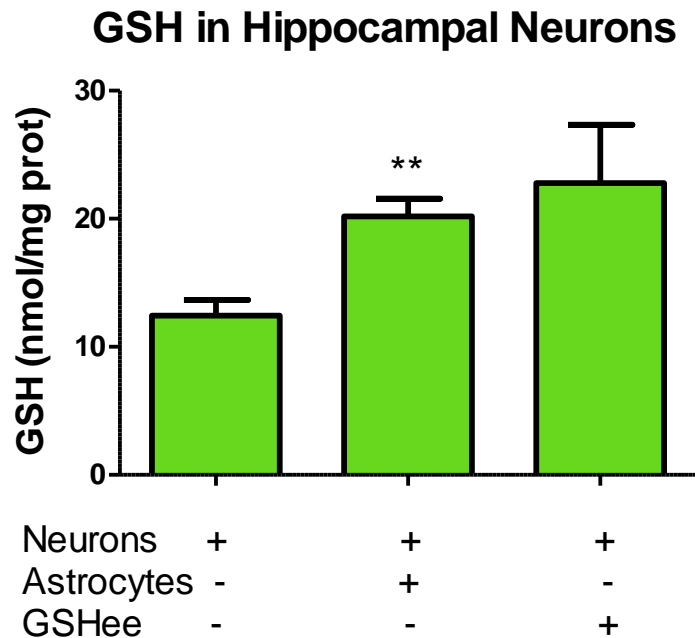 GSH in Hippocampal Neurons
GSH (nmol/mg prot)
30
20
10
0
**
Neurons + + +
Astrocytes - + -
GSHee - - +